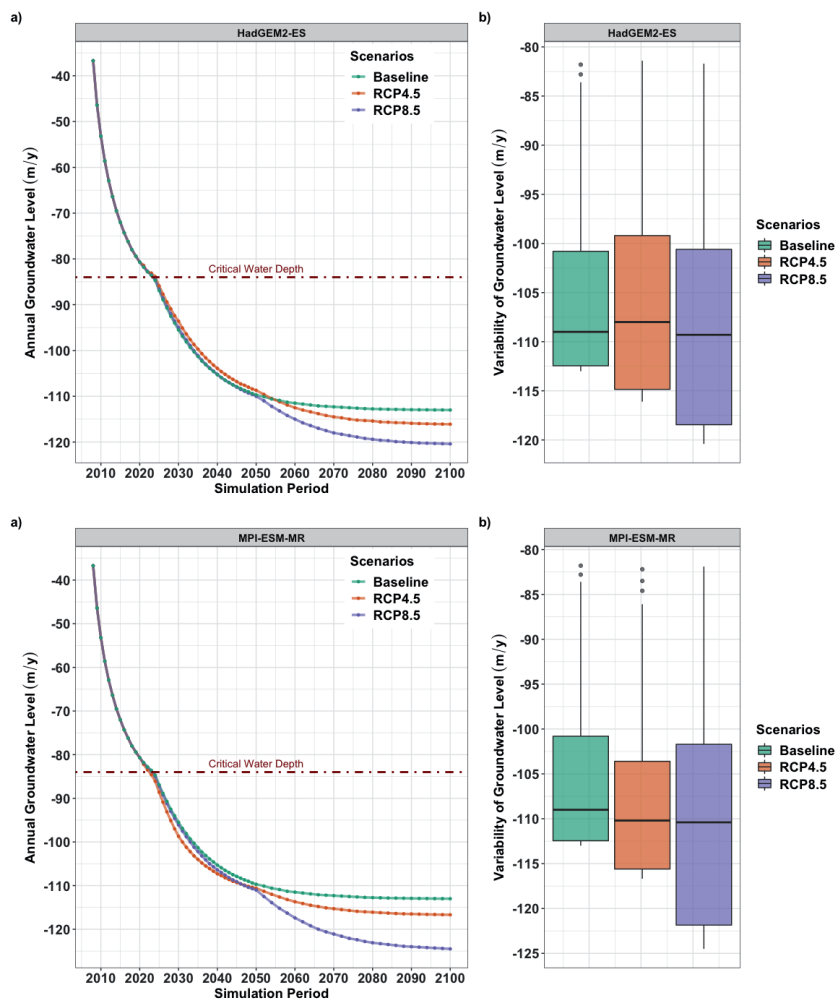 a)
HadGEM2-ES
Annual Groundwater Level (m/y)
-40
-50
-60
-70
-80
-90
-100
-110
-120
Scenarios
Baseline
RCP4.5
RCP8.5
Critical Water Depth
2010 2020 2030 2040 2050 2060 2070 2080 2090 2100
Simulation Period
b)
HadGEM2-ES
Variability of Groundwater Level (m/y)
-80
-85
-90
-95
-100
-105
-110
-115
-120
Scenarios
Baseline
RCP4.5
RCP8.5
a)
MPI-ESM-MR
Annual Groundwater Level (m/y)
-40
-50
-60
-70
-80
-90
-100
-110
-120
Scenarios
Baseline
RCP4.5
RCP8.5
Critical Water Depth
2010 2020 2030 2040 2050 2060 2070 2080 2090 2100
Simulation Period
b)
MPI-ESM-MR
Variability of Groundwater Level (m/y)
-80
-85
-90
-95
-100
-105
-110
-115
-120
-125
Scenarios
Baseline
RCP4.5
RCP8.5